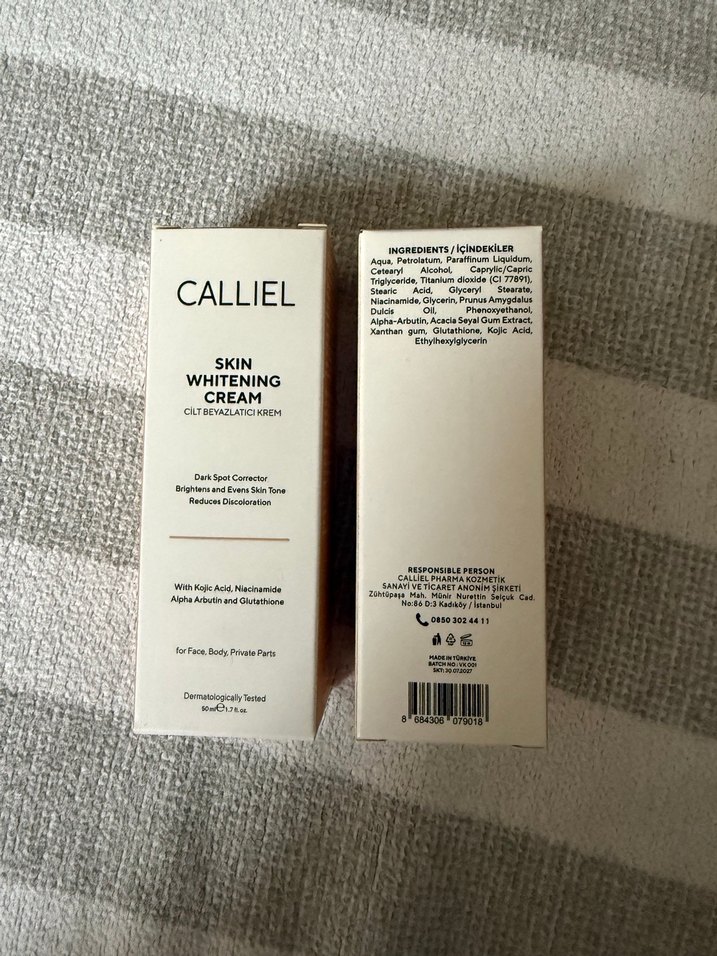 CALLIEL
SKIN
WHITENING
CREAM
CİLT BEYAZLATICI KREM
Dark Spot Corrector
Brightens and Evens Skin Tone
Reduces Discoloration
With Kojic Acid, Niacinamide
Alpha Arbutin and Glutathione
for Face, Body, Private Parts
Dermatologically Tested
50 ml ℮ 1.7 fl. oz.
INGREDIENTS / İÇİNDEKİLER
Aqua, Petrolatum, Paraffinum Liquidum,
Cetearyl Alcohol, Caprylic/Capric
Triglyceride, Titanium dioxide (CI 77891),
Stearic Acid, Glyceryl Stearate,
Niacinamide, Glycerin, Prunus Amygdalus
Dulcis Oil, Phenoxyethanol,
Alpha-Arbutin, Acacia Seyal Gum Extract,
Xanthan gum, Glutathione, Kojic Acid,
Ethylhexylglycerin
RESPONSIBLE PERSON
CALLİEL PHARMA KOZMETİK
SANAYİ VE TİCARET ANONİM ŞİRKETİ
Zühtüpaşa Mah. Münir Nurettin Selçuk Cad.
No:86 D:3 Kadıköy / İstanbul
0850 302 44 11
MADE IN TÜRKİYE
BATCH NO : VK 001
SKT: 30.07.2027
8 684306 079018